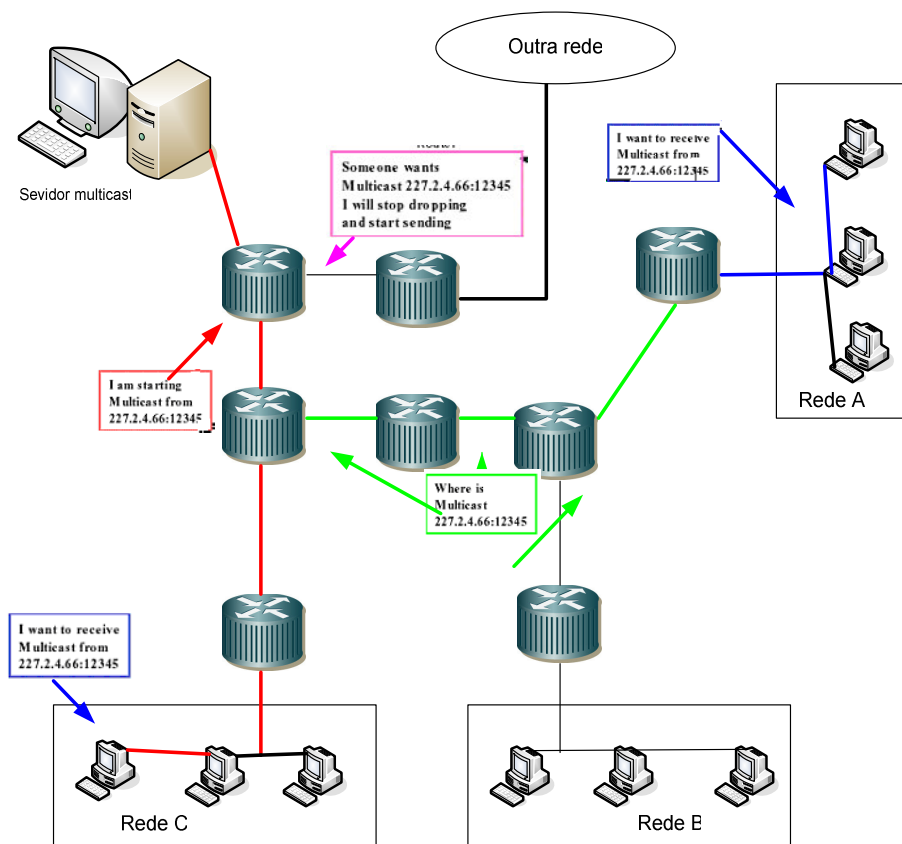 Outra rede
Sevidor multicast
Someone wants
Multicast 227.2.4.66:12345
I will stop dropping
and start sending
I want to receive
Multicast from
227.2.4.66:12345
Rede A
I am starting
Multicast from
227.2.4.66:12345
Where is
Multicast
227.2.4.66:12345
I want to receive
Multicast from
227.2.4.66:12345
Rede C
Rede B